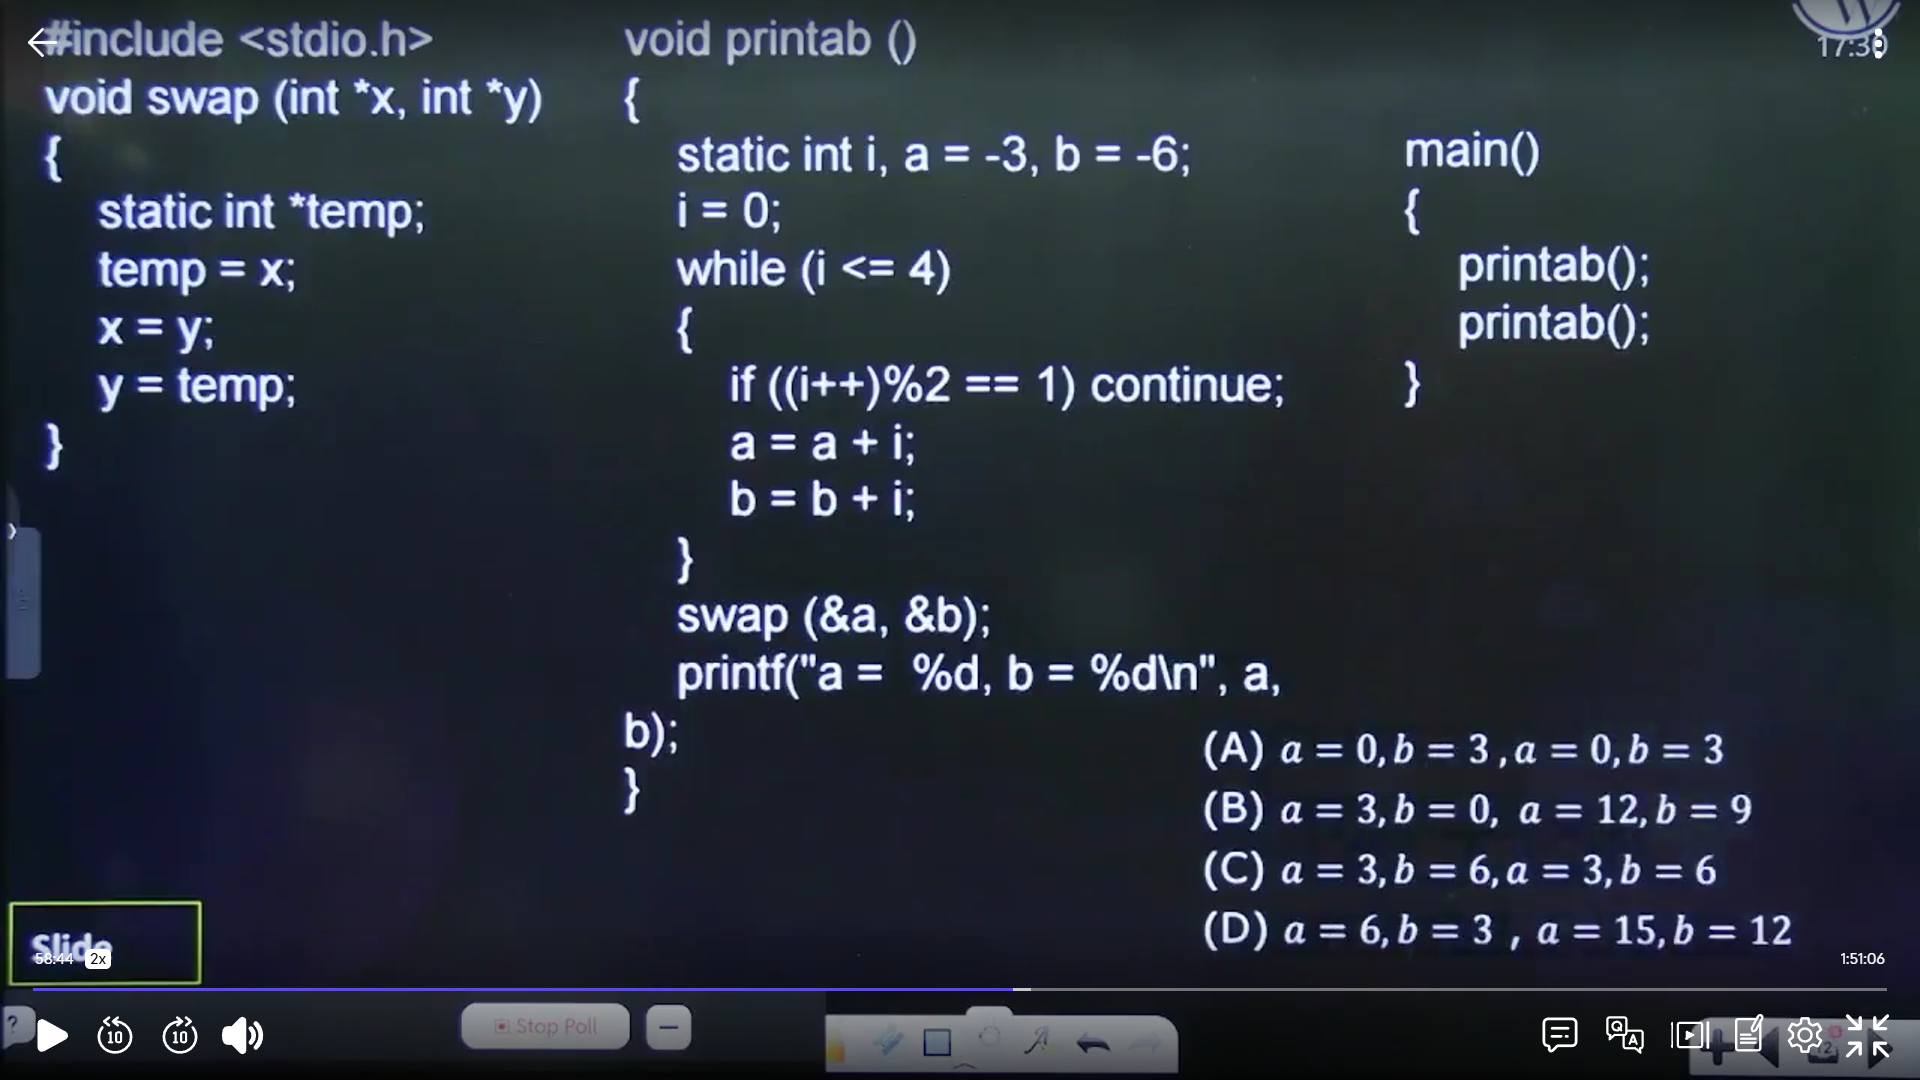 #include <stdio.h>
void swap (int *x, int *y)
{
static int *temp;
temp = x;
x = y;
y = temp;
}
void printab ()
{
static int i, a = -3, b = -6;
i = 0;
while (i <= 4)
{
if ((i++)%2 == 1) continue;
a = a + i;
b = b + i;
}
swap (&a, &b);
printf("a =  %d, b = %d\n", a,
b);
}
main()
{
printab();
printab();
}
(A) a = 0, b = 3 , a = 0, b = 3
(B) a = 3, b = 0, a = 12, b = 9
(C) a = 3, b = 6, a = 3, b = 6
(D) a = 6, b = 3 , a = 15, b = 12
W
17:30
Slide
58:44 2x
1:51:06
?
10
10
Stop Poll
Q A